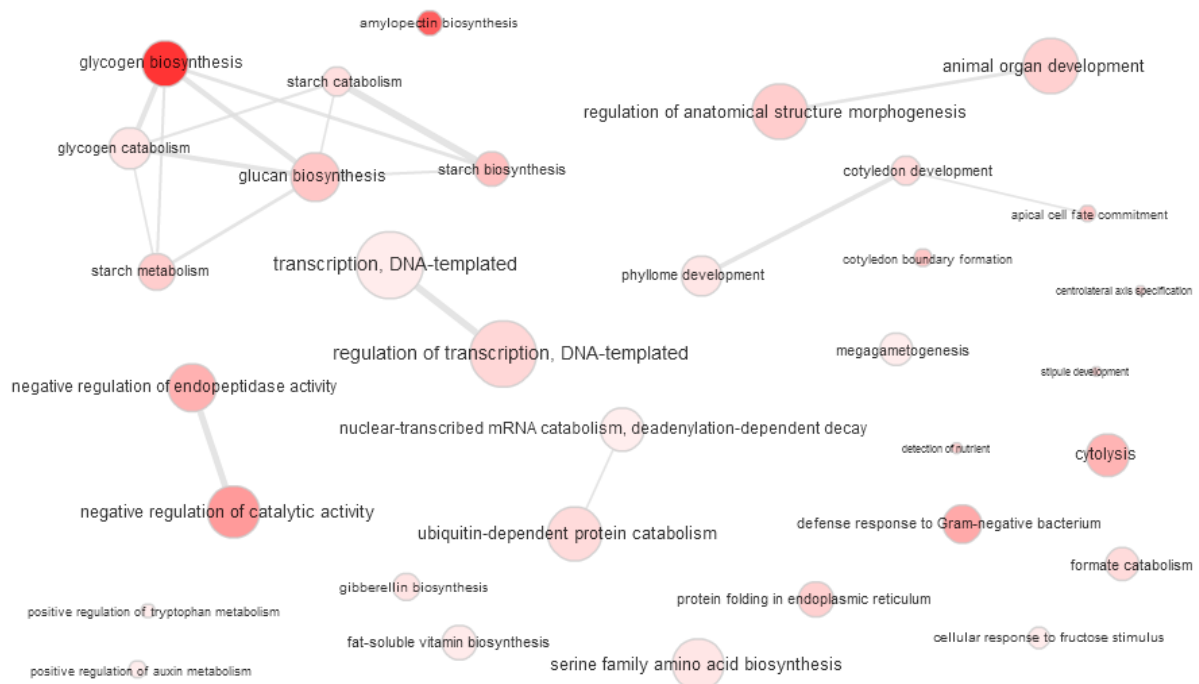 amylopectin biosynthesis
glycogen biosynthesis
starch catabolism
animal organ development
regulation of anatomical structure morphogenesis
glycogen catabolism
glucan biosynthesis
starch biosynthesis
cotyledon development
apical cell fate commitment
starch metabolism
transcription, DNA-templated
phyllome development
cotyledon boundary formation
centrolateral axis specification
regulation of transcription, DNA-templated
megagametogenesis
stipule development
negative regulation of endopeptidase activity
nuclear-transcribed mRNA catabolism, deadenylation-dependent decay
detection of nutrient
cytolysis
negative regulation of catalytic activity
ubiquitin-dependent protein catabolism
defense response to Gram-negative bacterium
formate catabolism
gibberellin biosynthesis
protein folding in endoplasmic reticulum
positive regulation of tryptophan metabolism
fat-soluble vitamin biosynthesis
cellular response to fructose stimulus
positive regulation of auxin metabolism
serine family amino acid biosynthesis